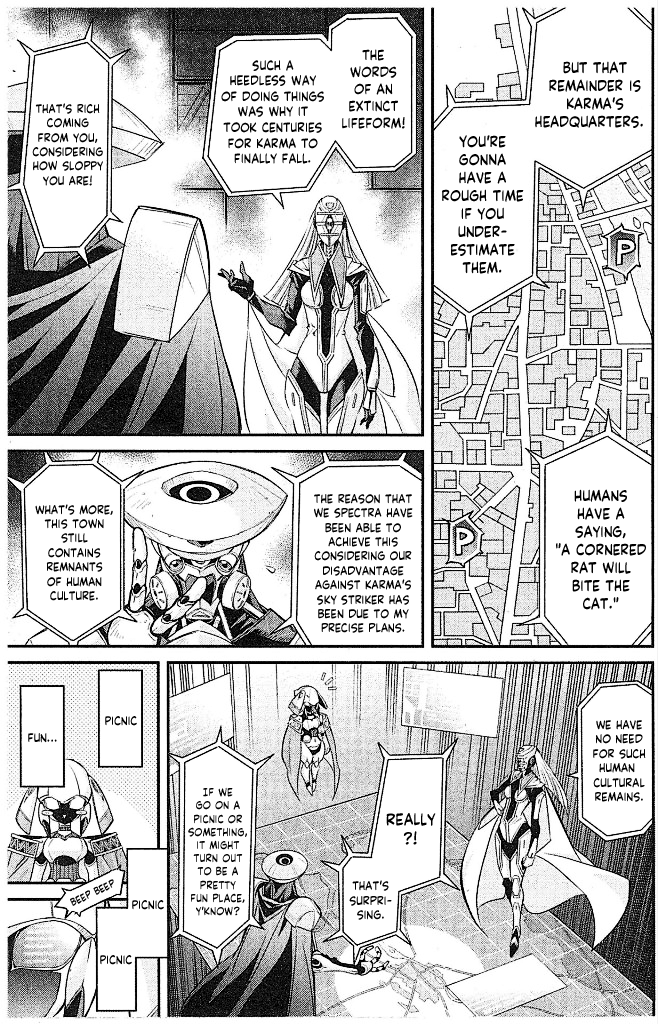 BUT THAT
REMAINDER IS
KARMA'S
HEADQUARTERS.
YOU'RE
GONNA
HAVE A
ROUGH TIME
IF YOU
UNDER-
ESTIMATE
THEM.
P
HUMANS
HAVE A
SAYING,
"A CORNERED
RAT WILL
BITE THE
CAT."
P
THE
WORDS
OF AN
EXTINCT
LIFEFORM!
SUCH A
HEEDLESS WAY
OF DOING THINGS
WAS WHY IT
TOOK CENTURIES
FOR KARMA TO
FINALLY FALL.
THAT'S RICH
COMING
FROM YOU,
CONSIDERING
HOW SLOPPY
YOU ARE!
THE REASON THAT
WE SPECTRA
HAVE BEEN
ABLE TO
ACHIEVE THIS
CONSIDERING OUR
DISADVANTAGE
AGAINST KARMA'S
SKY STRIKER HAS
BEEN DUE TO MY
PRECISE PLANS.
WHAT'S MORE,
THIS TOWN
STILL
CONTAINS
REMNANTS
OF HUMAN
CULTURE.
WE HAVE
NO NEED
FOR SUCH
HUMAN
CULTURAL
REMAINS.
REALLY
?!
THAT'S
SURPRI-
SING.
IF WE
GO ON A
PICNIC OR
SOMETHING,
IT MIGHT
TURN OUT
TO BE A
PRETTY
FUN PLACE,
Y'KNOW?
PICNIC
FUN...
BEEP BEEP
PICNIC
PICNIC